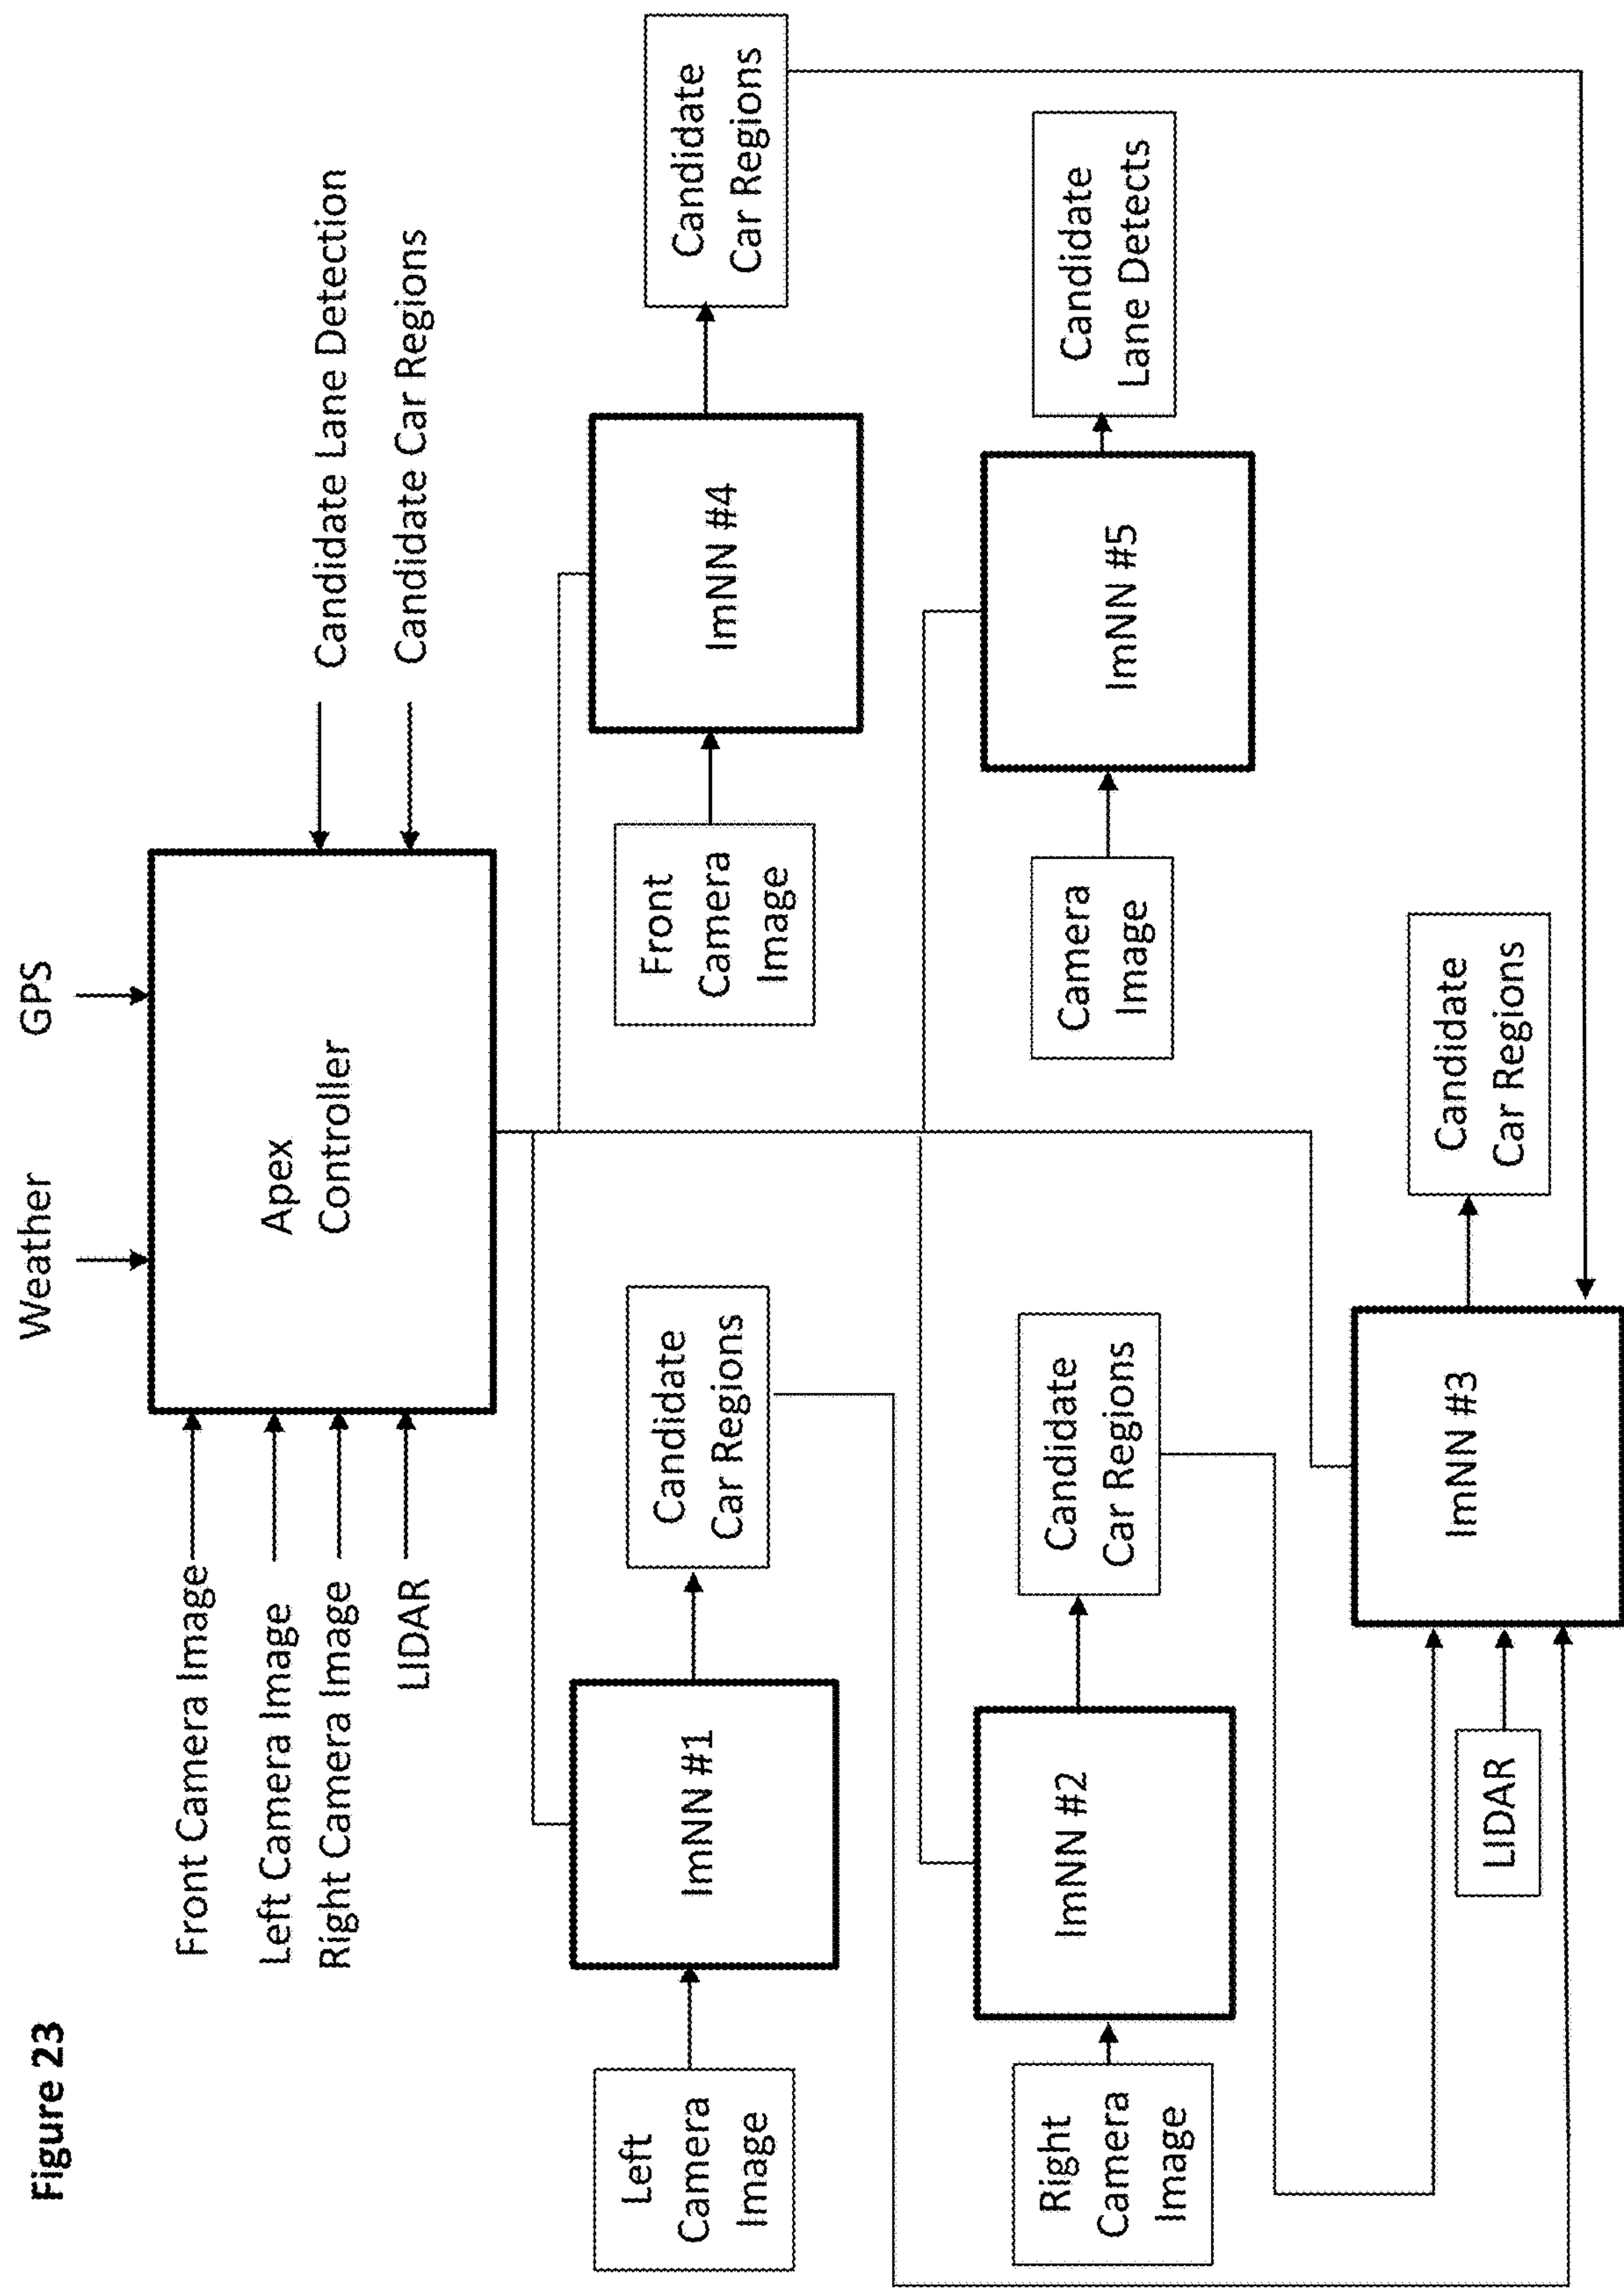 Figure 23
Weather
GPS
Front Camera Image
Left Camera Image
Right Camera Image
LIDAR
Apex
Controller
Candidate Lane Detection
Candidate Car Regions
Left
Camera
Image
ImNN #1
Candidate
Car Regions
Front
Camera
Image
ImNN #4
Candidate
Car Regions
Right
Camera
Image
ImNN #2
Candidate
Car Regions
Camera
Image
ImNN #5
Candidate
Lane Detects
LIDAR
ImNN #3
Candidate
Car Regions